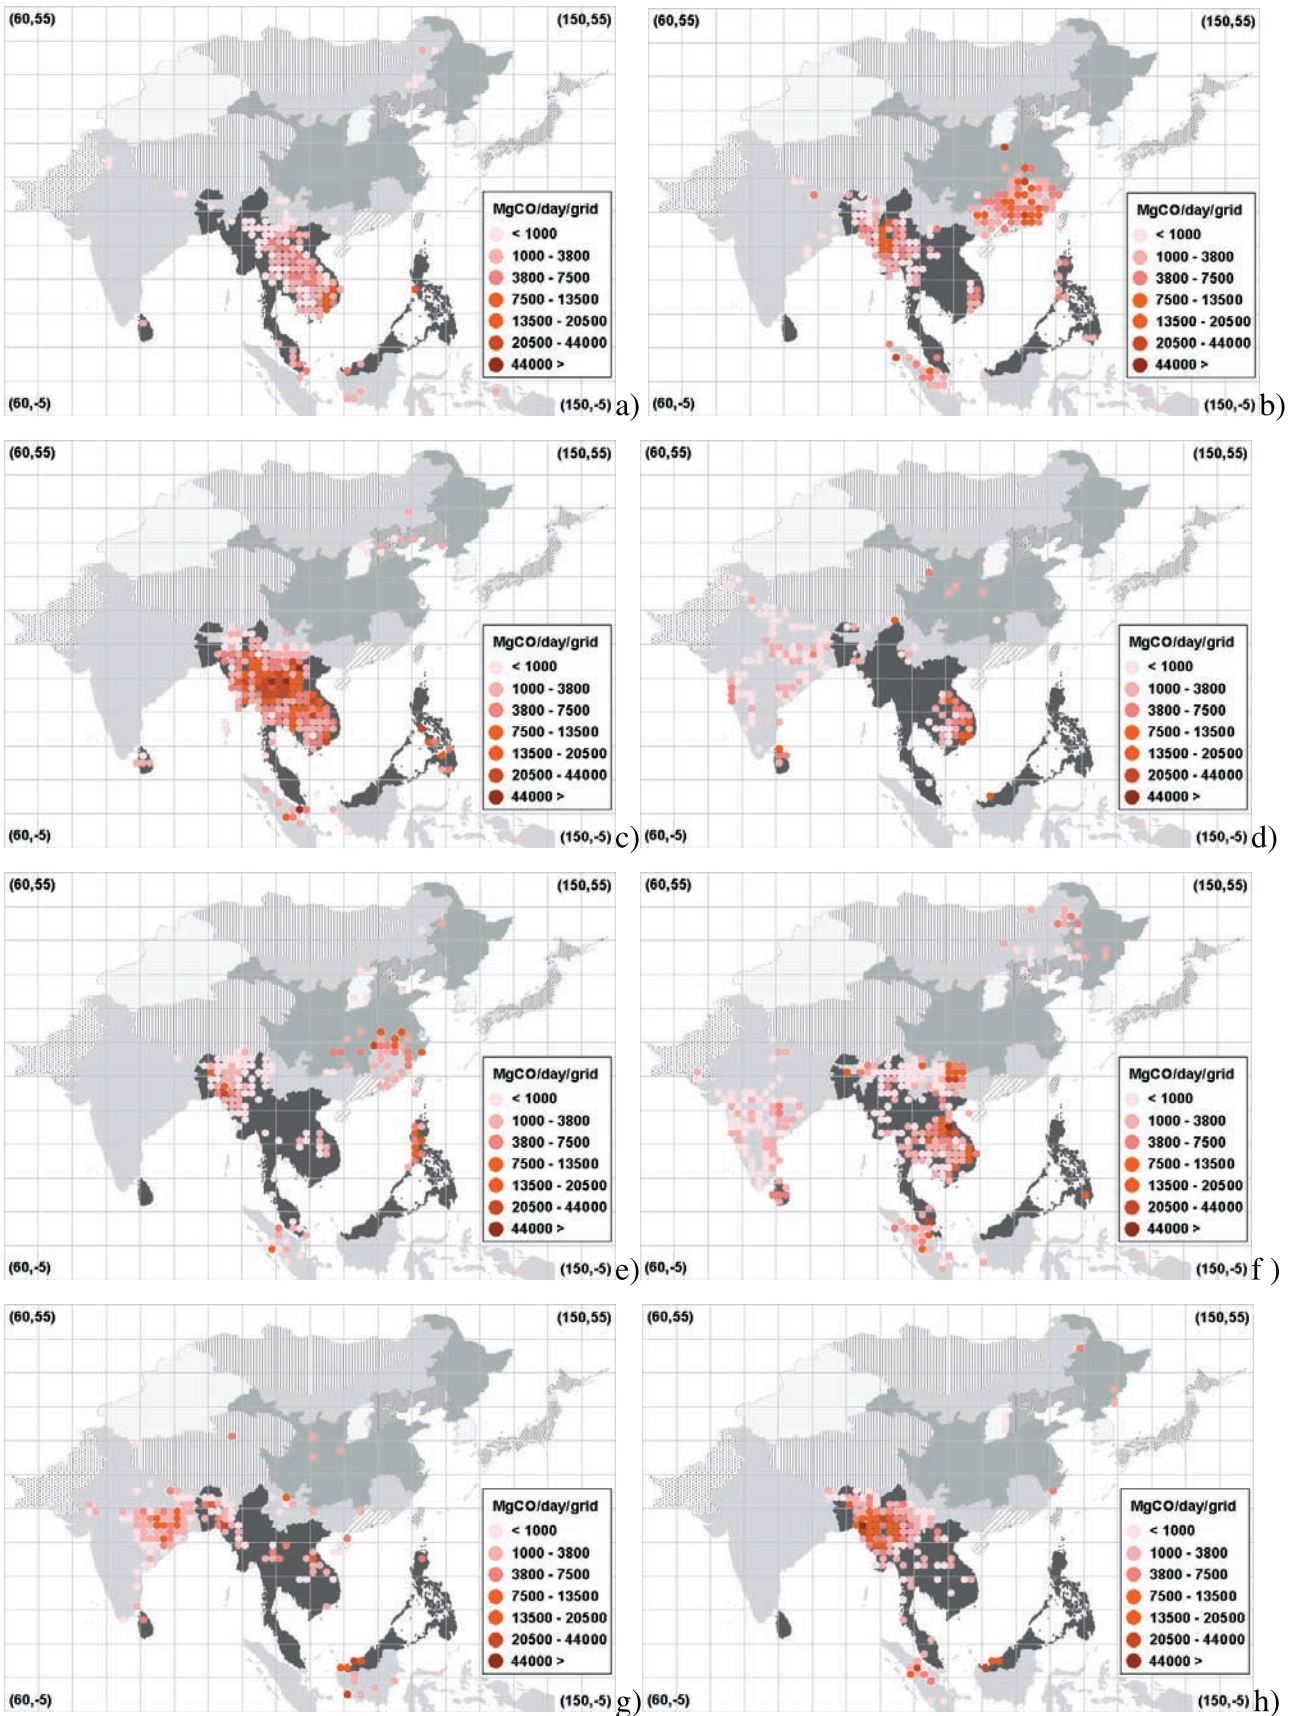 (60,55) (150,55)
MgCO/day/grid
< 1000
1000 - 3800
3800 - 7500
7500 - 13500
13500 - 20500
20500 - 44000
44000 >
(60,-5) (150,-5) a)
(60,55) (150,55)
MgCO/day/grid
< 1000
1000 - 3800
3800 - 7500
7500 - 13500
13500 - 20500
20500 - 44000
44000 >
(60,-5) (150,-5) b)
(60,55) (150,55)
MgCO/day/grid
< 1000
1000 - 3800
3800 - 7500
7500 - 13500
13500 - 20500
20500 - 44000
44000 >
(60,-5) (150,-5) c)
(60,55) (150,55)
MgCO/day/grid
< 1000
1000 - 3800
3800 - 7500
7500 - 13500
13500 - 20500
20500 - 44000
44000 >
(60,-5) (150,-5) d)
(60,55) (150,55)
MgCO/day/grid
< 1000
1000 - 3800
3800 - 7500
7500 - 13500
13500 - 20500
20500 - 44000
44000 >
(60,-5) (150,-5) e)
(60,55) (150,55)
MgCO/day/grid
< 1000
1000 - 3800
3800 - 7500
7500 - 13500
13500 - 20500
20500 - 44000
44000 >
(60,-5) (150,-5) f )
(60,55) (150,55)
MgCO/day/grid
< 1000
1000 - 3800
3800 - 7500
7500 - 13500
13500 - 20500
20500 - 44000
44000 >
(60,-5) (150,-5) g)
(60,55) (150,55)
MgCO/day/grid
< 1000
1000 - 3800
3800 - 7500
7500 - 13500
13500 - 20500
20500 - 44000
44000 >
(60,-5) (150,-5) h)